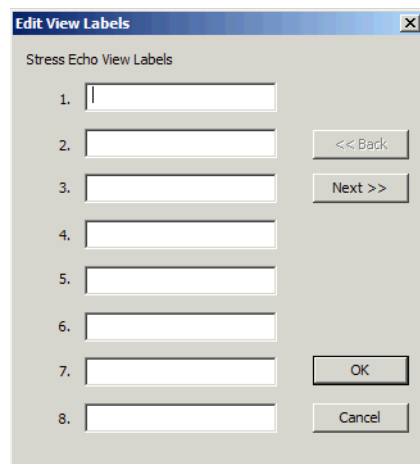 Edit View Labels
Stress Echo View Labels
1.
2.
<< Back
3.
Next >>
4.
5.
6.
7.
OK
8.
Cancel